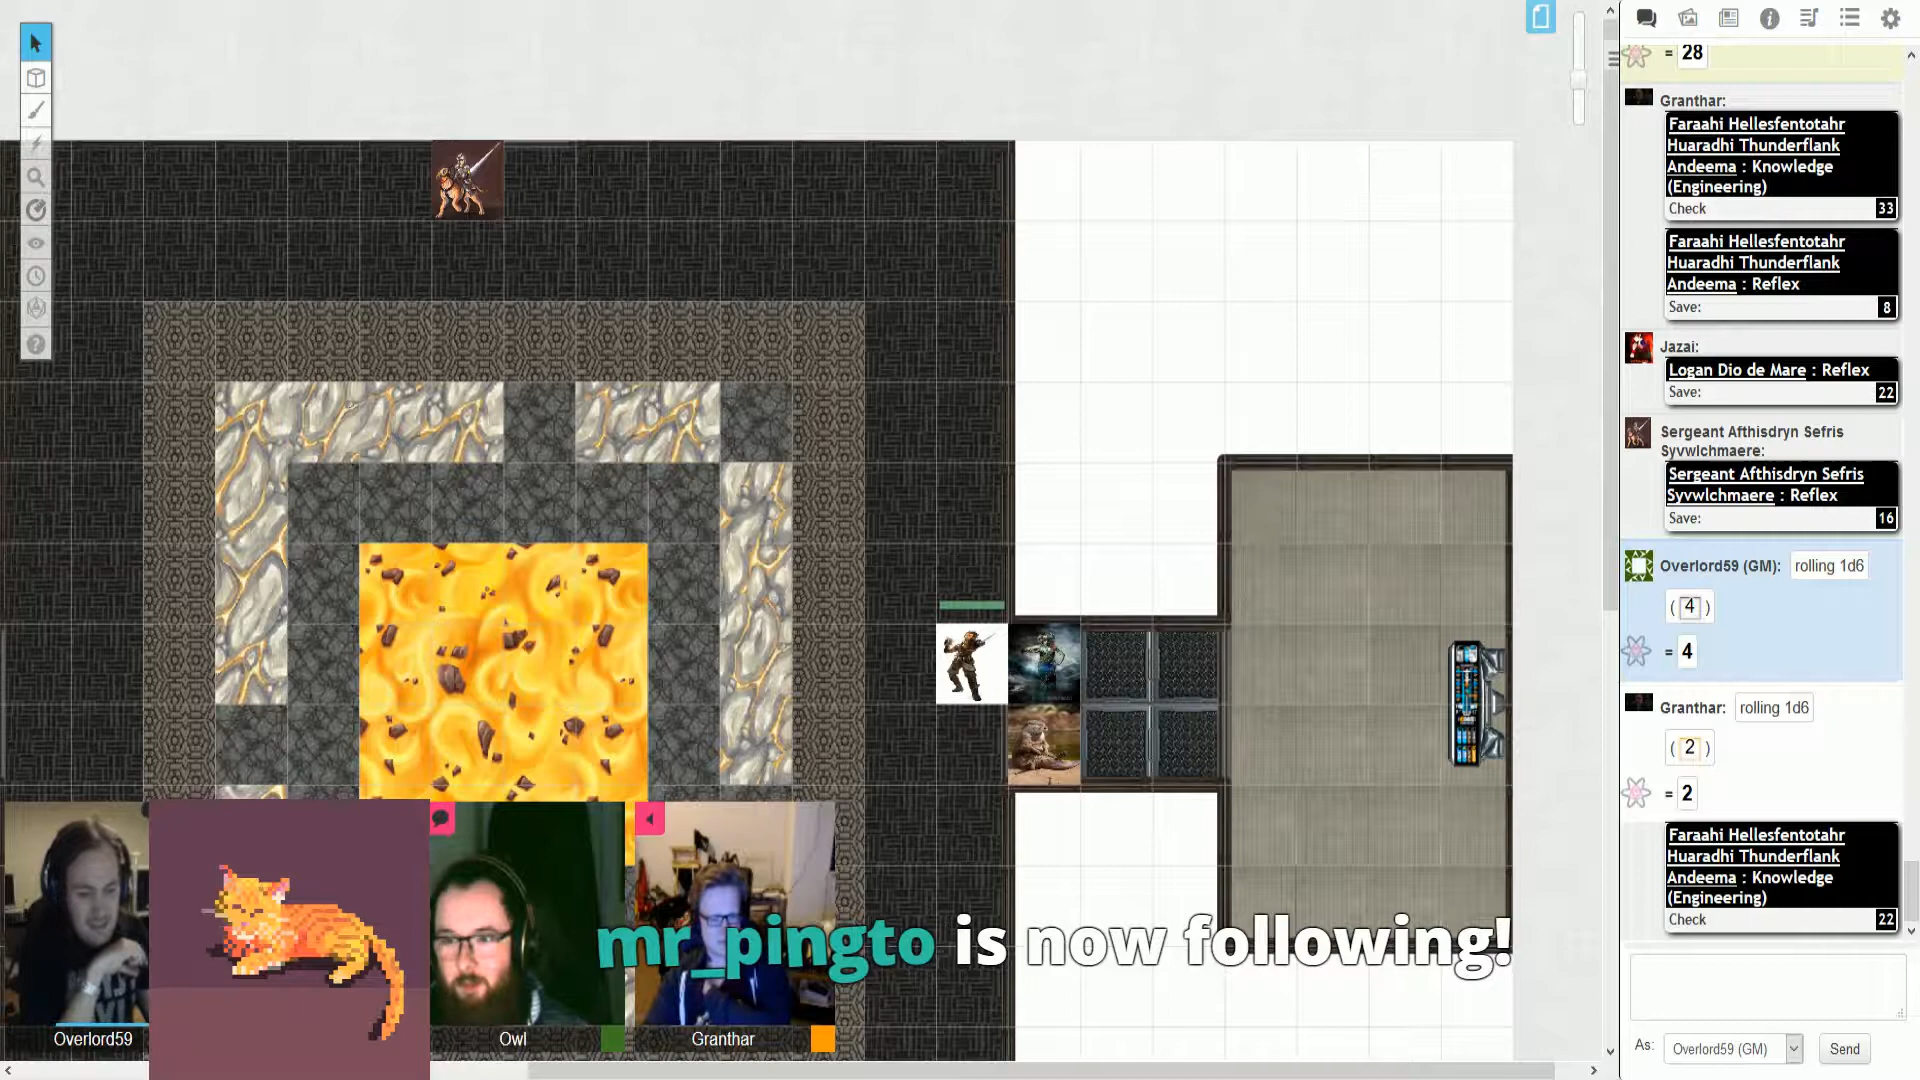 = 28
Granthar:
Faraahi Hellesfentotahr
Huaradhi Thunderflank
Andeema : Knowledge
(Engineering)
Check 33
Faraahi Hellesfentotahr
Huaradhi Thunderflank
Andeema : Reflex
Save: 8
Jazai:
Logan Dio de Mare : Reflex
Save: 22
Sergeant Afthisdryn Sefris
Syvwlchmaere:
Sergeant Afthisdryn Sefris
Syvwlchmaere : Reflex
Save: 16
Overlord59 (GM): rolling 1d6
( 4 )
= 4
Granthar: rolling 1d6
( 2 )
= 2
Faraahi Hellesfentotahr
Huaradhi Thunderflank
Andeema : Knowledge
(Engineering)
Check 22
mr_pingto is now following!
Overlord59
Owl
Granthar
As: Overlord59 (GM) Send